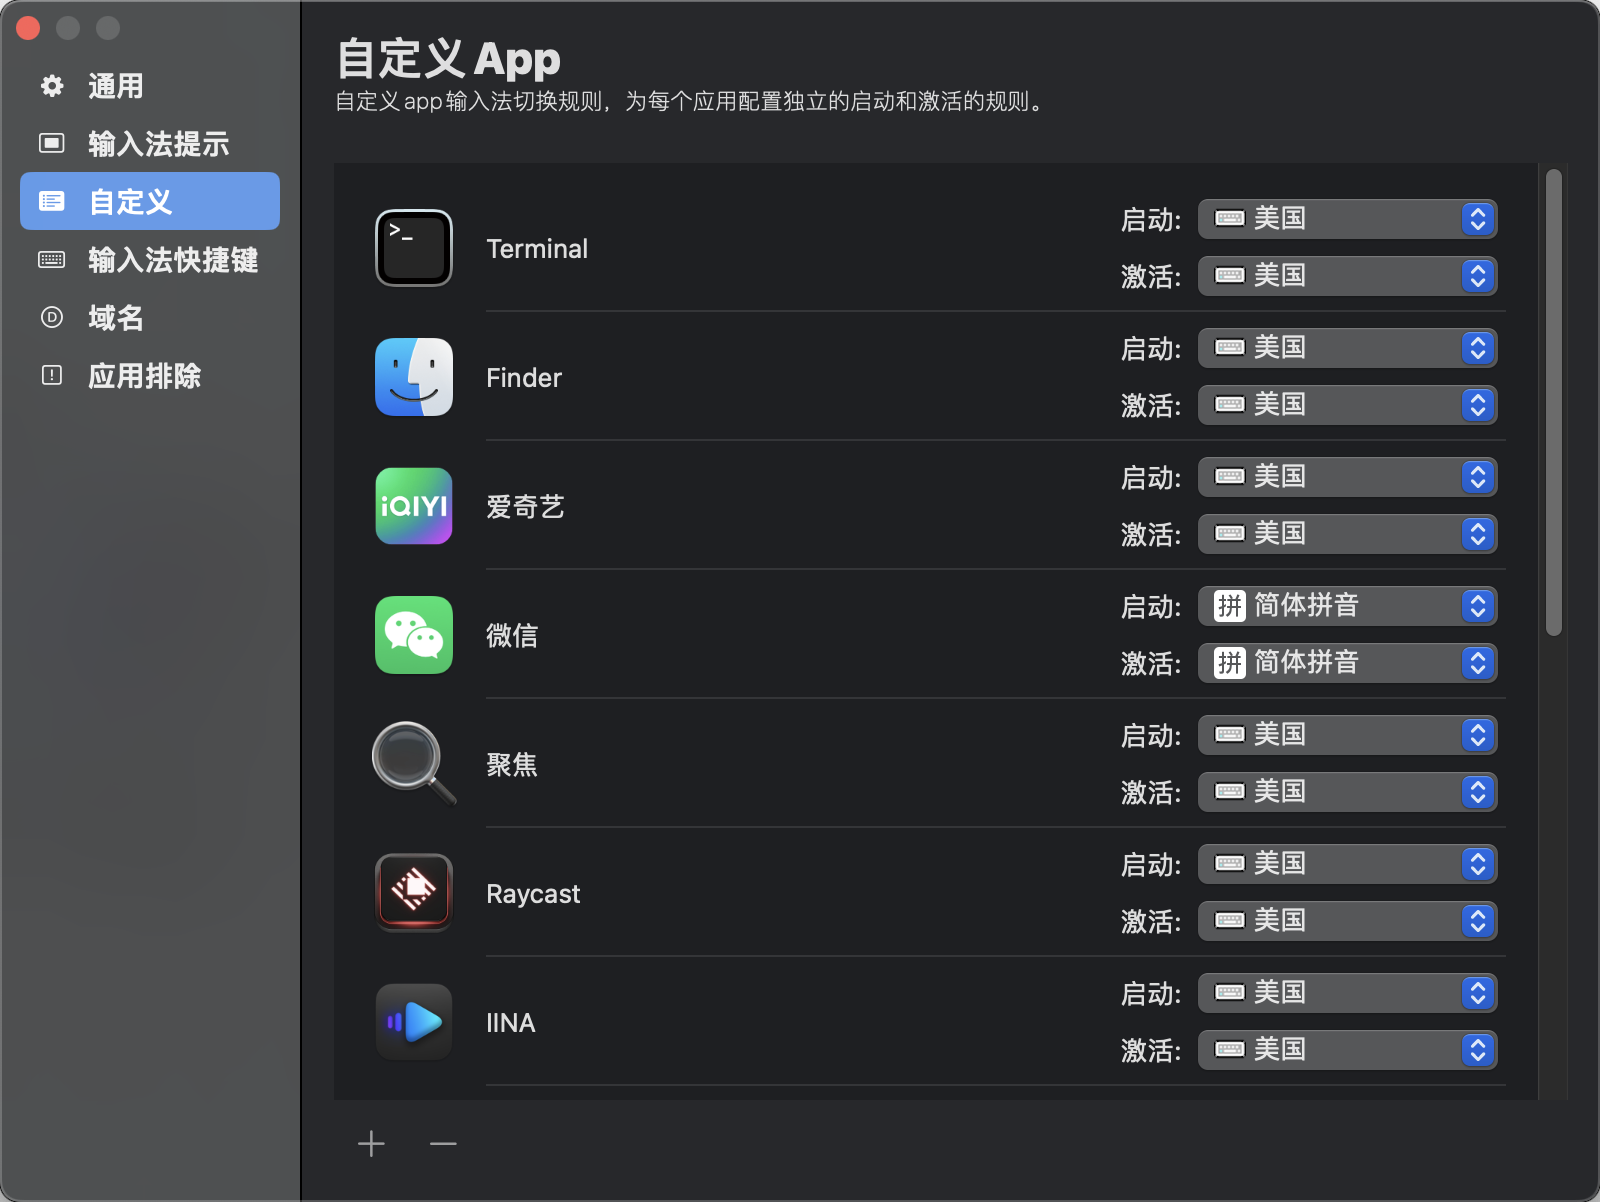 通用
输入法提示
自定义
输入法快捷键
域名
应用排除
自定义 App
自定义app输入法切换规则，为每个应用配置独立的启动和激活的规则。
>_
Terminal
启动: 美国
激活: 美国
Finder
启动: 美国
激活: 美国
iQIYI
爱奇艺
启动: 美国
激活: 美国
微信
启动: 拼 简体拼音
激活: 拼 简体拼音
聚焦
启动: 美国
激活: 美国
Raycast
启动: 美国
激活: 美国
IINA
启动: 美国
激活: 美国